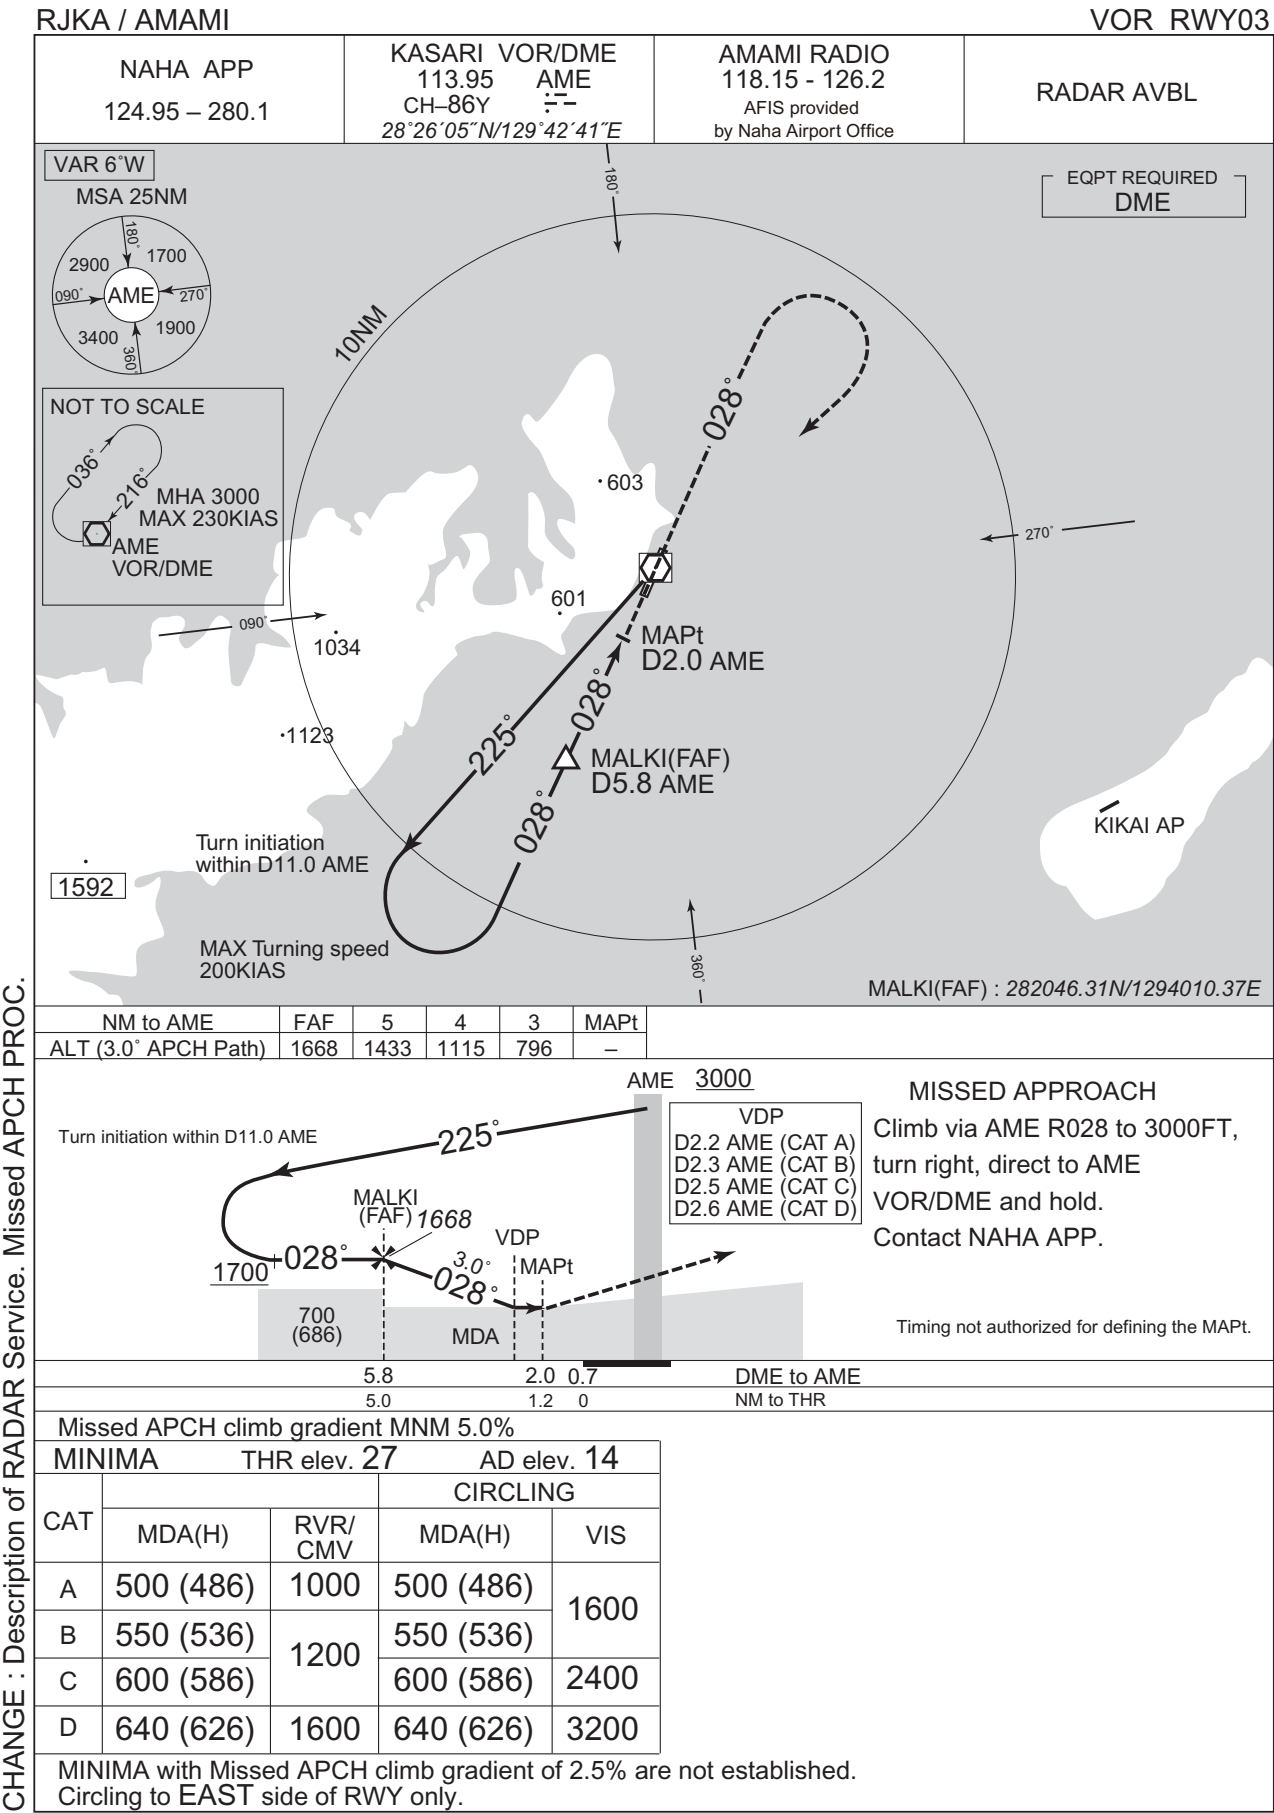 RJKA / AMAMI
VOR RWY03
NAHA APP
124.95 – 280.1
KASARI VOR/DME
113.95 AME
CH–86Y
28˚26´05˝N/129˚42´41˝E
AMAMI RADIO
118.15 - 126.2
AFIS provided
by Naha Airport Office
RADAR AVBL
VAR 6˚W
MSA 25NM
180˚
2900
1700
090˚
AME
270˚
3400
1900
360˚
EQPT REQUIRED
DME
180˚
10NM
028˚
NOT TO SCALE
036˚
216˚
MHA 3000
MAX 230KIAS
AME
VOR/DME
603
270˚
601
090˚
1034
MAPt
D2.0 AME
028˚
1123
225˚
MALKI(FAF)
D5.8 AME
028˚
KIKAI AP
Turn initiation
within D11.0 AME
1592
MAX Turning speed
200KIAS
360˚
MALKI(FAF) : 282046.31N/1294010.37E
NM to AME FAF 5 4 3 MAPt
ALT (3.0˚ APCH Path) 1668 1433 1115 796 –
AME 3000
Turn initiation within D11.0 AME
225˚
VDP
D2.2 AME (CAT A)
D2.3 AME (CAT B)
D2.5 AME (CAT C)
D2.6 AME (CAT D)
MISSED APPROACH
Climb via AME R028 to 3000FT,
turn right, direct to AME
VOR/DME and hold.
Contact NAHA APP.
MALKI
(FAF) 1668
VDP
MAPt
1700
028˚
3.0˚
028˚
700
(686)
MDA
Timing not authorized for defining the MAPt.
5.8 2.0 0.7 DME to AME
5.0 1.2 0 NM to THR
Missed APCH climb gradient MNM 5.0%
MINIMA THR elev. 27 AD elev. 14
CIRCLING
CAT MDA(H) RVR/ MDA(H) VIS
CMV
A 500 (486) 1000 500 (486) 1600
B 550 (536) 1200 550 (536)
C 600 (586) 600 (586) 2400
D 640 (626) 1600 640 (626) 3200
MINIMA with Missed APCH climb gradient of 2.5% are not established.
Circling to EAST side of RWY only.
CHANGE : Description of RADAR Service. Missed APCH PROC.